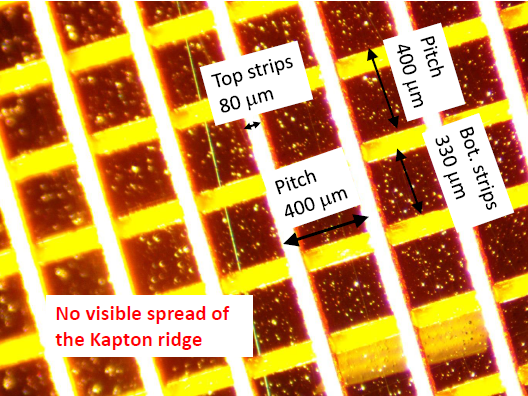 Top strips
80 μm
Pitch
400 μm
Pitch
400 μm
Bot. strips
330 μm
No visible spread of
the Kapton ridge